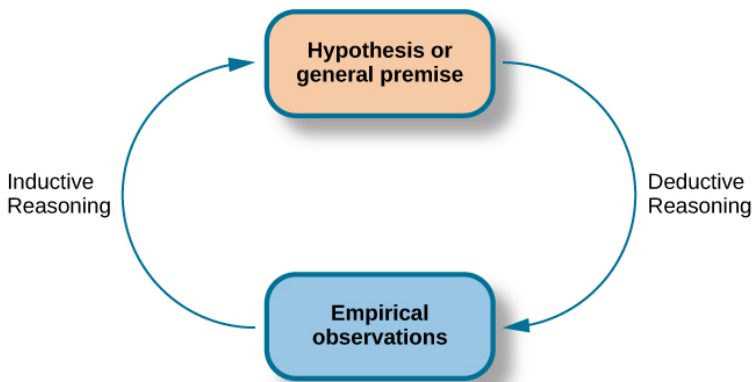 Hypothesis or
general premise
Inductive
Reasoning
Deductive
Reasoning
Empirical
observations